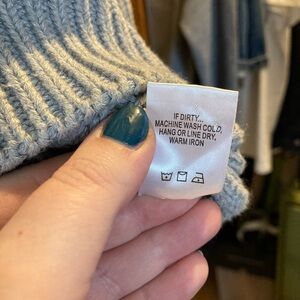 IF DIRTY...
MACHINE WASH COLD,
HANG OR LINE DRY,
WARM IRON